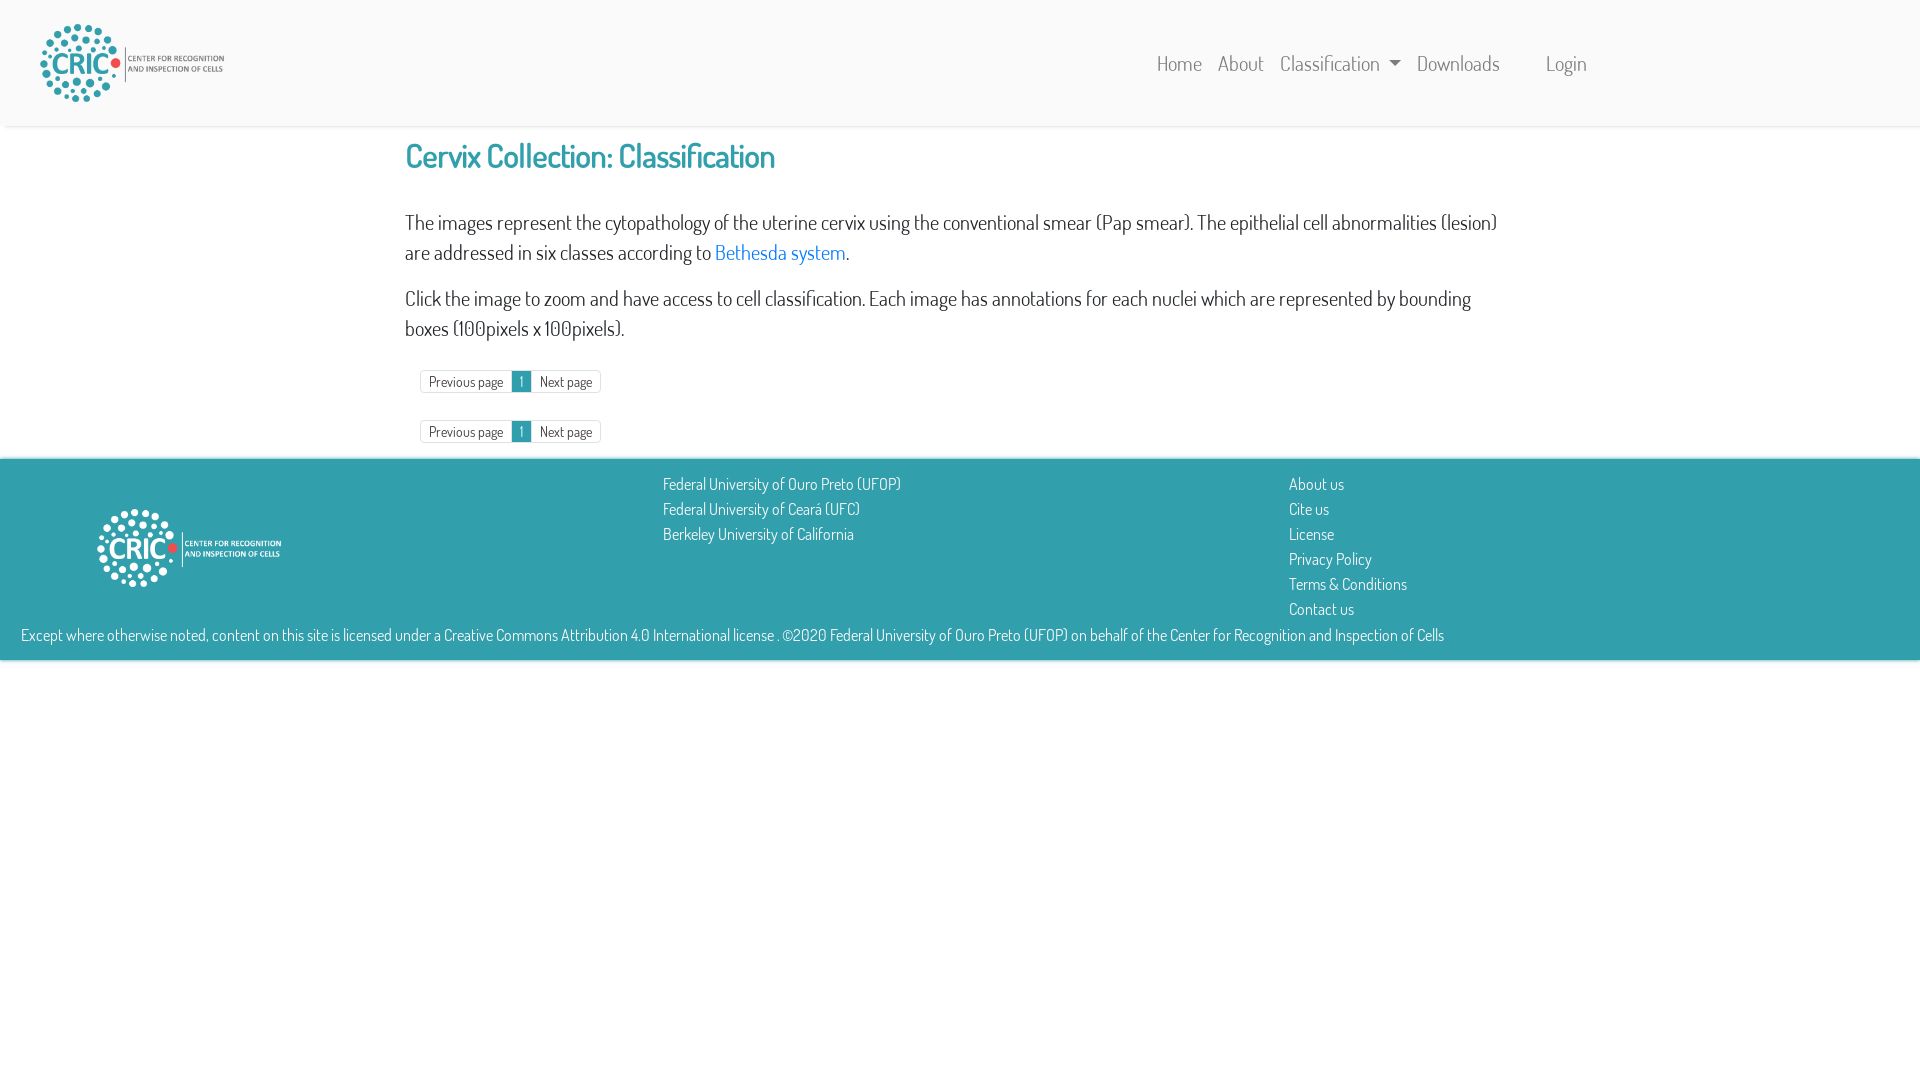 CRIC
CENTER FOR RECOGNITION
AND INSPECTION OF CELLS
Home About Classification Downloads Login
Cervix Collection: Classification
The images represent the cytopathology of the uterine cervix using the conventional smear (Pap smear). The epithelial cell abnormalities (lesion)
are addressed in six classes according to Bethesda system.
Click the image to zoom and have access to cell classification. Each image has annotations for each nuclei which are represented by bounding
boxes (100pixels x 100pixels).
Previous page 1 Next page
Previous page 1 Next page
CRIC
CENTER FOR RECOGNITION
AND INSPECTION OF CELLS
Federal University of Ouro Preto (UFOP)
Federal University of Ceará (UFC)
Berkeley University of California
About us
Cite us
License
Privacy Policy
Terms & Conditions
Contact us
Except where otherwise noted, content on this site is licensed under a Creative Commons Attribution 4.0 International license . ©2020 Federal University of Ouro Preto (UFOP) on behalf of the Center for Recognition and Inspection of Cells